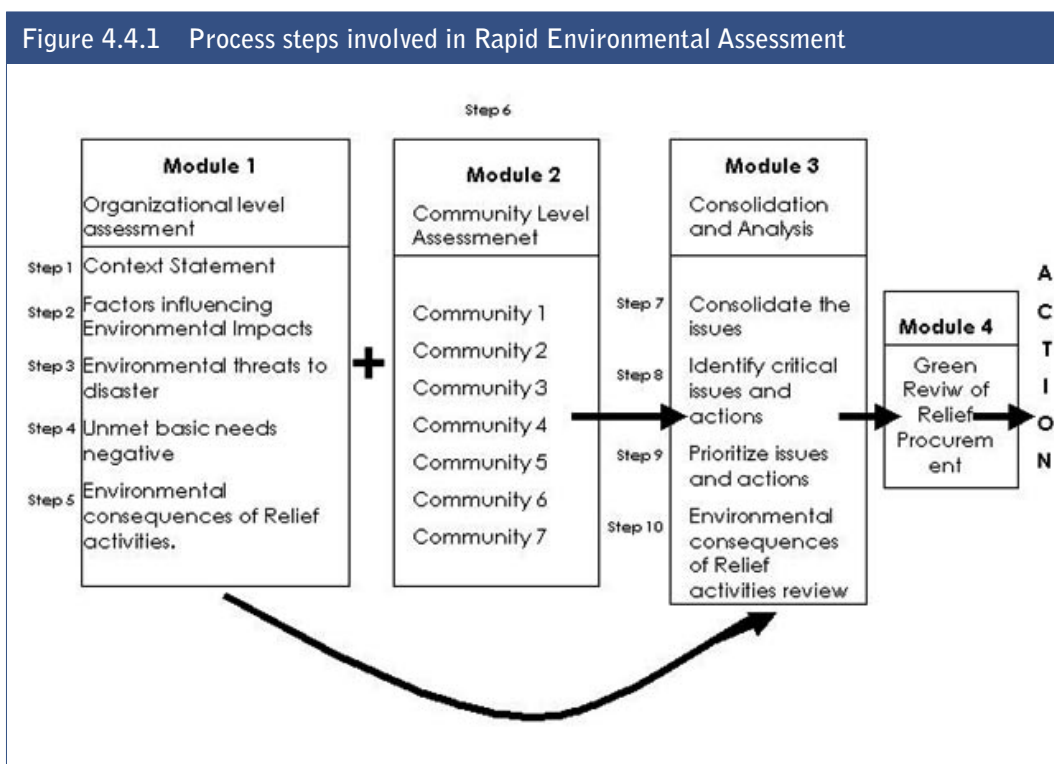 Figure 4.4.1 Process steps involved in Rapid Environmental Assessment
Step 6
Module 1
Organizational level
assessment
Step 1 Context Statement
Step 2 Factors influencing
Environmental Impacts
Step 3 Environmental threats to
disaster
Step 4 Unmet basic needs
negative
Step 5 Environmental
consequences of Relief
activities.
+
Module 2
Community Level
Assessmenet
Community 1
Community 2
Community 3
Community 4
Community 5
Community 6
Community 7
Module 3
Consolidation
and Analysis
Step 7 Consolidate the
issues
Step 8 Identify critical
issues and
actions
Step 9 Prioritize issues
and actions
Step 10 Environmental
consequences
of Relief
activities review
Module 4
Green
Reviw of
Relief
Procurem
ent
A
C
T
I
O
N